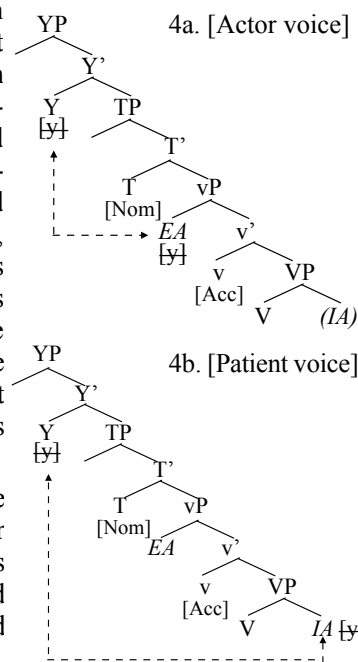 YP 4a. [Actor voice]
Y’
Y TP
[y]
T’
T vP
[Nom]
EA v’
[y]
v VP
[Acc]
V (IA)
YP 4b. [Patient voice]
Y’
Y TP
[y]
T’
T vP
[Nom]
EA v’
v VP
[Acc]
V IA [y